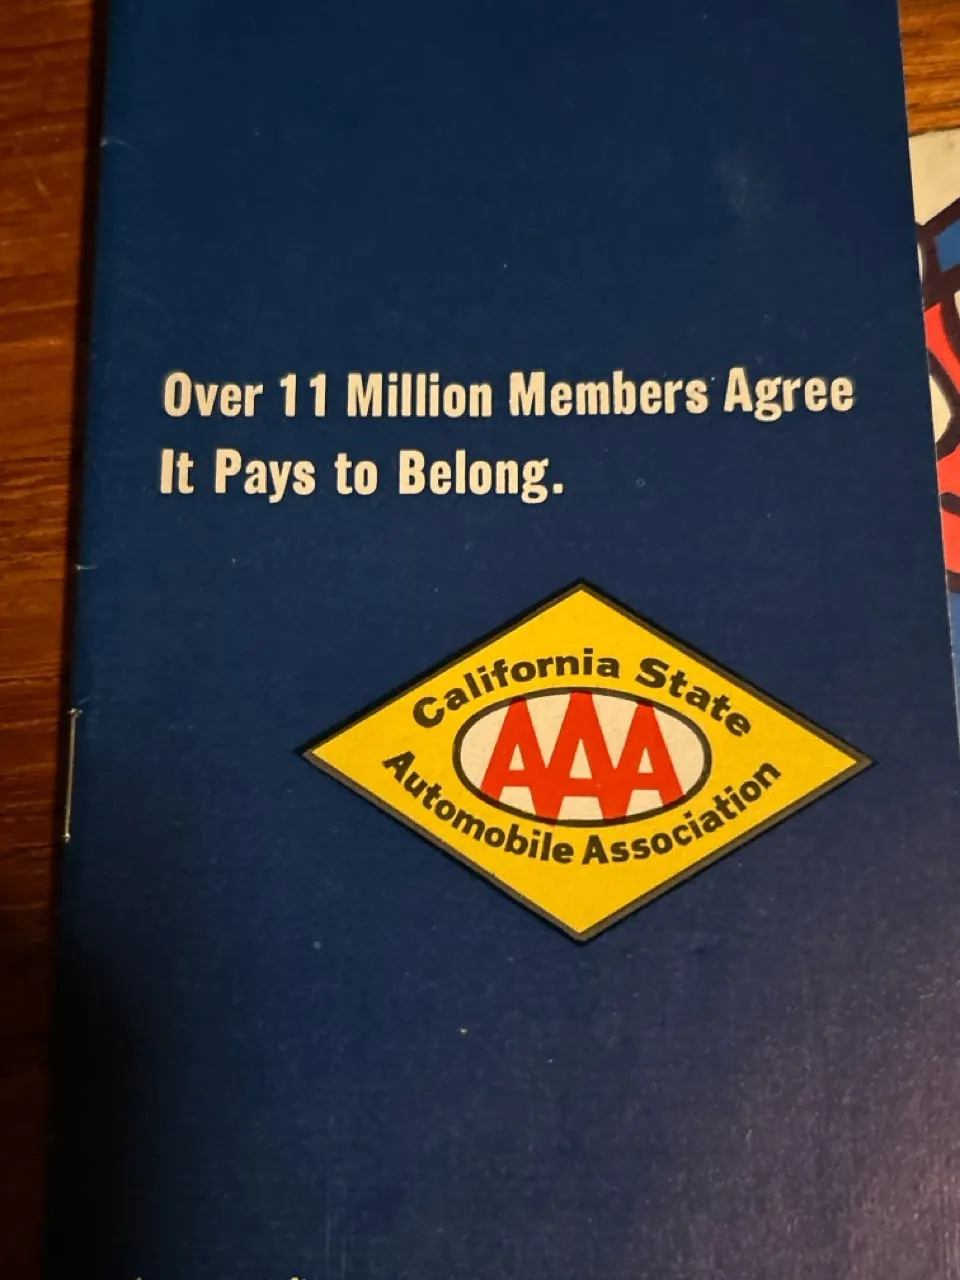 Over 11 Million Members Agree
It Pays to Belong.
California State
AAA
Automobile Association